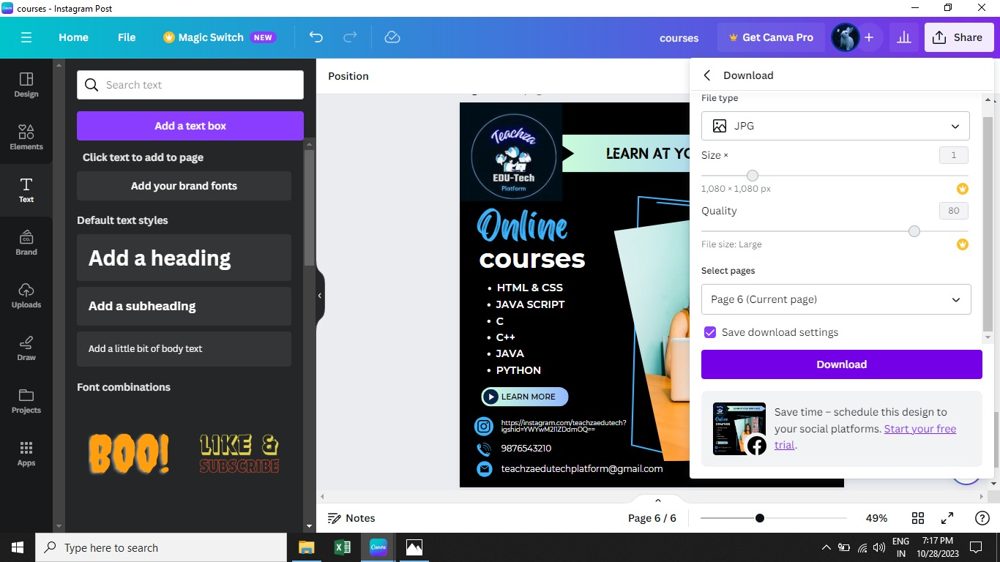 courses - Instagram Post
Home
File
Magic Switch
NEW
courses
Get Canva Pro
Share
Design
Elements
Text
Brand
Uploads
Draw
Projects
Apps
Search text
Add a text box
Click text to add to page
Add your brand fonts
Default text styles
Add a heading
Add a subheading
Add a little bit of body text
Font combinations
BOO!
LIKE &
SUBSCRIBE
Position
Teachza
EDU-Tech
Platform
LEARN AT YO
Online
courses
• HTML & CSS
• JAVA SCRIPT
• C
• C++
• JAVA
• PYTHON
LEARN MORE
https://instagram.com/teachzaedutech?
igshid=YWYwM2I1ZDdmOQ==
9876543210
teachzaedutechplatform@gmail.com
Download
File type
JPG
Size ×
1
1,080 × 1,080 px
Quality
80
File size: Large
Select pages
Page 6 (Current page)
Save download settings
Download
Save time – schedule this design to
your social platforms. Start your free
trial.
Notes
Page 6 / 6
49%
Type here to search
Canva
ENG
IN
7:17 PM
10/28/2023